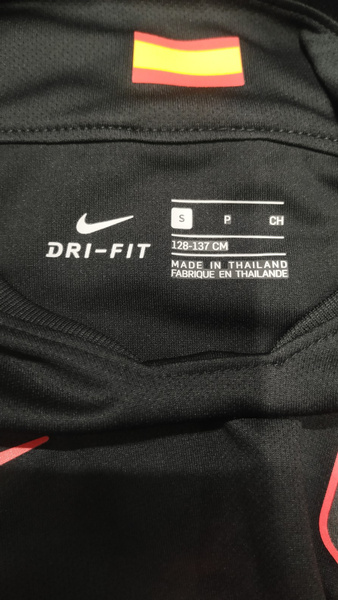 DRI-FIT
S P CH
128-137 CM
MADE IN THAILAND
FABRIQUE EN THAILANDE